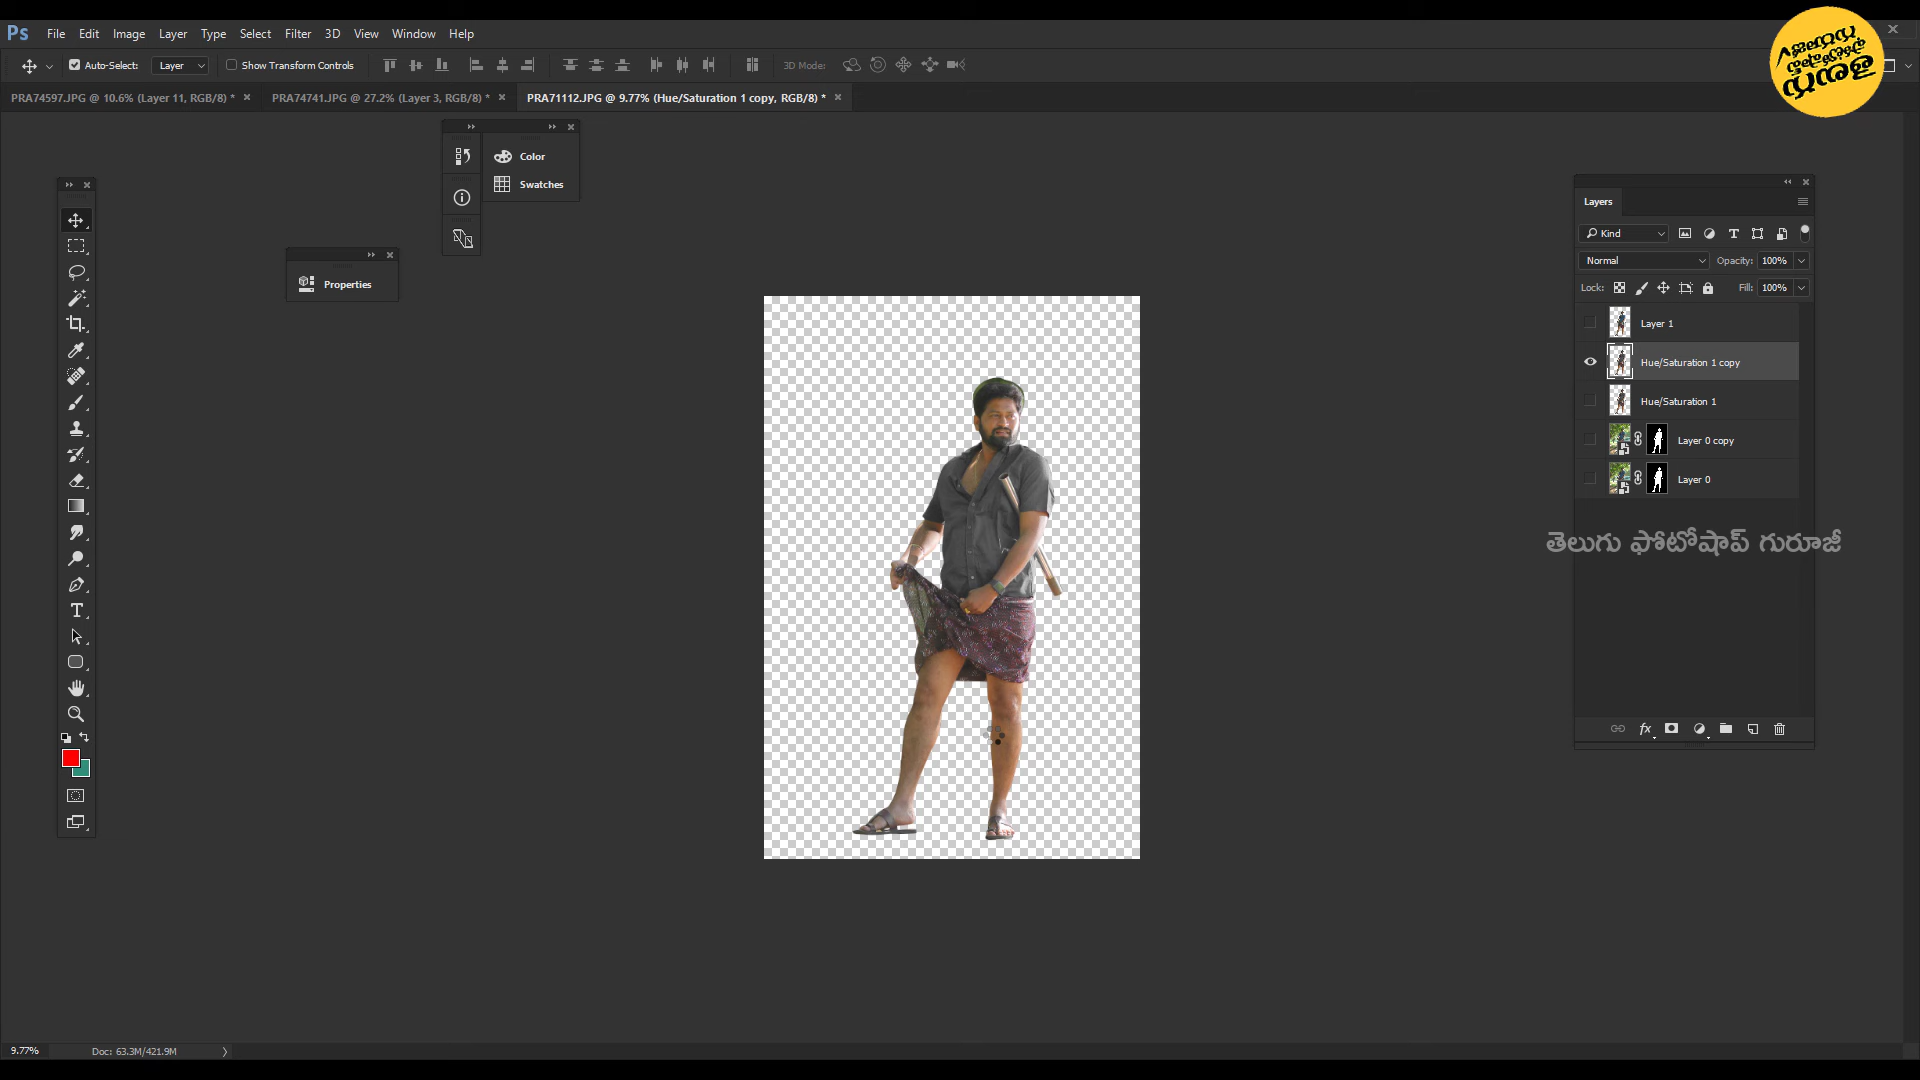 Ps File Edit Image Layer Type Select Filter 3D View Window Help
Auto-Select: Layer Show Transform Controls 3D Mode:
PRA74597.JPG @ 10.6% (Layer 11, RGB/8) * PRA74741.JPG @ 27.2% (Layer 3, RGB/8) * PRA71112.JPG @ 9.77% (Hue/Saturation 1 copy, RGB/8) *
Color
Swatches
Properties
Layers
Kind
Normal Opacity: 100%
Lock: Fill: 100%
Layer 1
Hue/Saturation 1 copy
Hue/Saturation 1
Layer 0 copy
Layer 0
తెలుగు ఫోటోషాప్ గురూజీ
9.77% Doc: 63.3M/421.9M